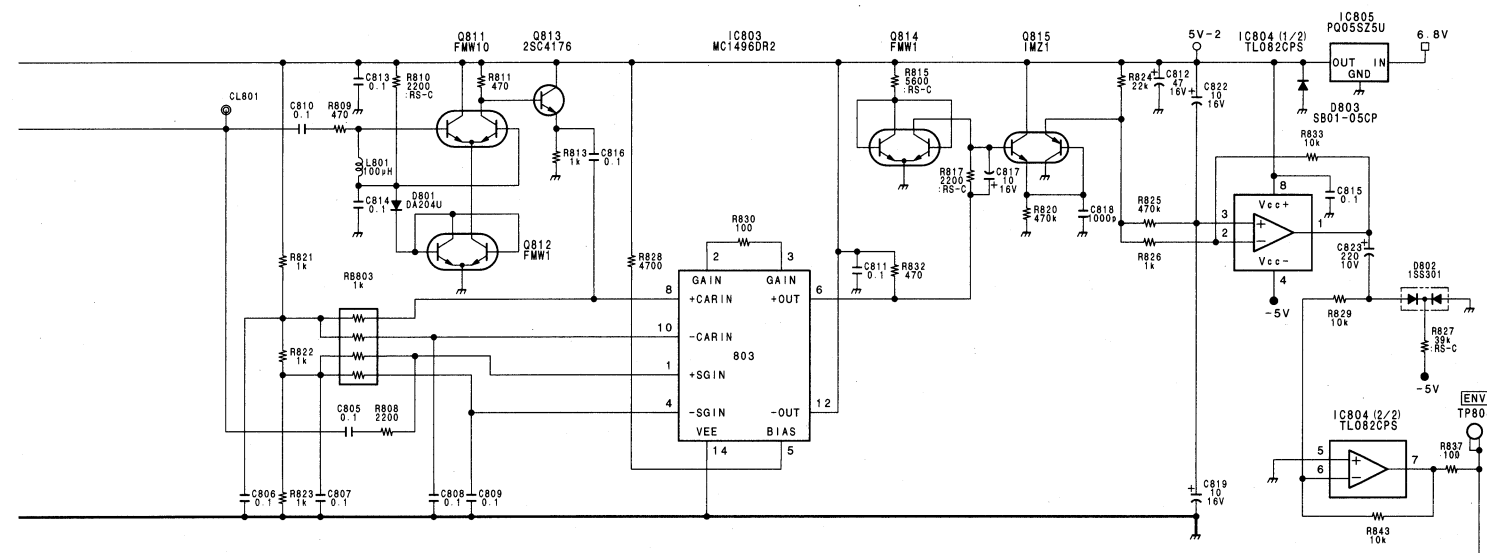 Q811
FMW10
Q813
2SC4176
IC803
MC1496DR2
Q814
FMW1
Q815
IMZ1
5V-2
IC804 (1/2)
TL082CPS
IC805
PQ05SZ5U
6.8V
OUT IN
GND
C813
0.1
R810
2200
:RS-C
R811
470
R815
5600
:RS-C
R824
22k
C812
47
16V
C822
10
16V
D803
SB01-05CP
CL801
C810
0.1
R809
470
R833
10k
L801
100μH
R813
1k
C816
0.1
R817
2200
:RS-C
C817
10
16V
C814
0.1
D801
DA204U
R820
470k
C818
1000p
R825
470k
R826
1k
8
Vcc+
C815
0.1
3
+
2
−
1
Vcc-
4
-5V
C823
220
10V
Q812
FMW1
R830
100
R821
1k
RB803
1k
R828
4700
2
3
GAIN
GAIN
C811
0.1
R832
470
D802
1SS301
8
+CARIN
+OUT
6
R829
10k
R827
39k
:RS-C
-5V
10
-CARIN
R822
1k
803
1
+SGIN
4
-SGIN
-OUT
12
VEE
BIAS
14
5
C805
0.1
R808
2200
ENV
TP80
IC804 (2/2)
TL082CPS
R837
100
5
+
6
−
7
C806
0.1
R823
1k
C807
0.1
C808
0.1
C809
0.1
C819
10
16V
R843
10k